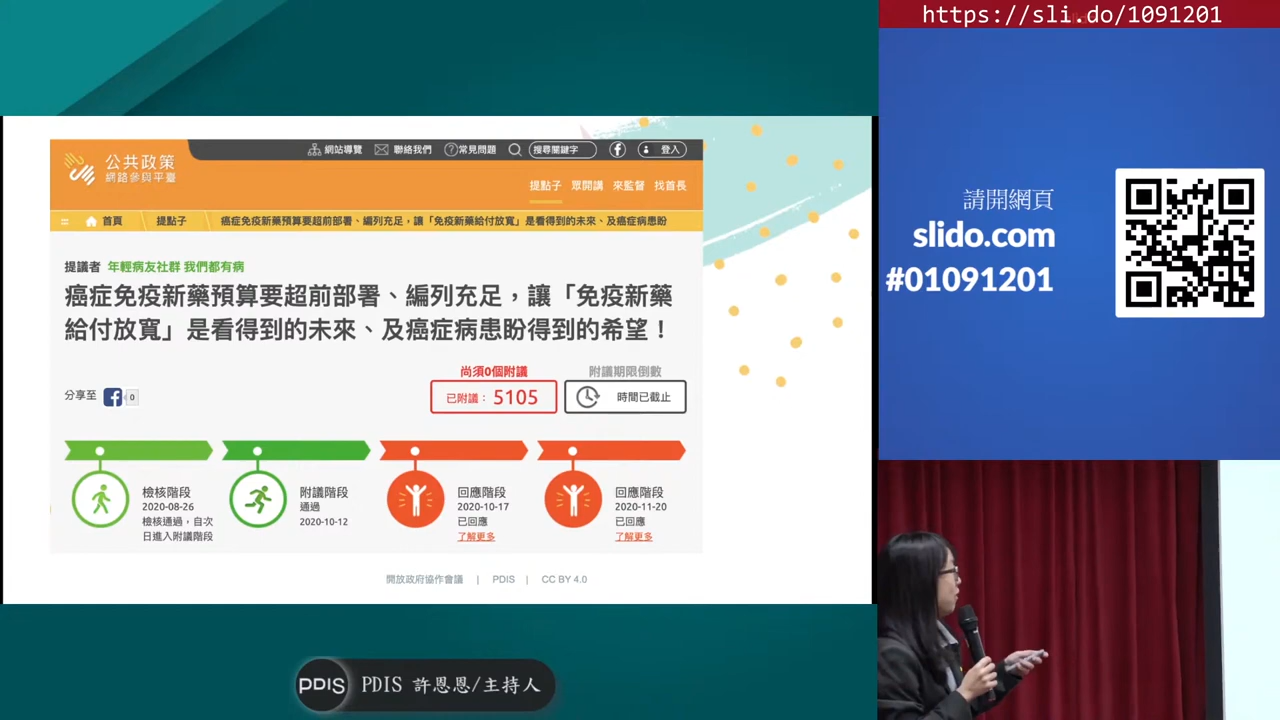 https://sli.do/1091201
請開網頁
slido.com
#01091201
公共政策
網路參與平臺
網站導覽
聯絡我們
常見問題
搜尋關鍵字
登入
提點子 眾開講 來監督 找首長
首頁
提點子
癌症免疫新藥預算要超前部署、編列充足，讓「免疫新藥給付放寬」是看得到的未來、及癌症病患盼
提議者 年輕病友社群 我們都有病
癌症免疫新藥預算要超前部署、編列充足，讓「免疫新藥
給付放寬」是看得到的未來、及癌症病患盼得到的希望！
分享至
0
尚須0個附議
已附議： 5105
附議期限倒數
時間已截止
檢核階段
2020-08-26
檢核通過，自次
日進入附議階段
附議階段
通過
2020-10-12
回應階段
2020-10-17
已回應
了解更多
回應階段
2020-11-20
已回應
了解更多
開放政府協作會議 | PDIS | CC BY 4.0
PDIS
PDIS 許恩恩/主持人